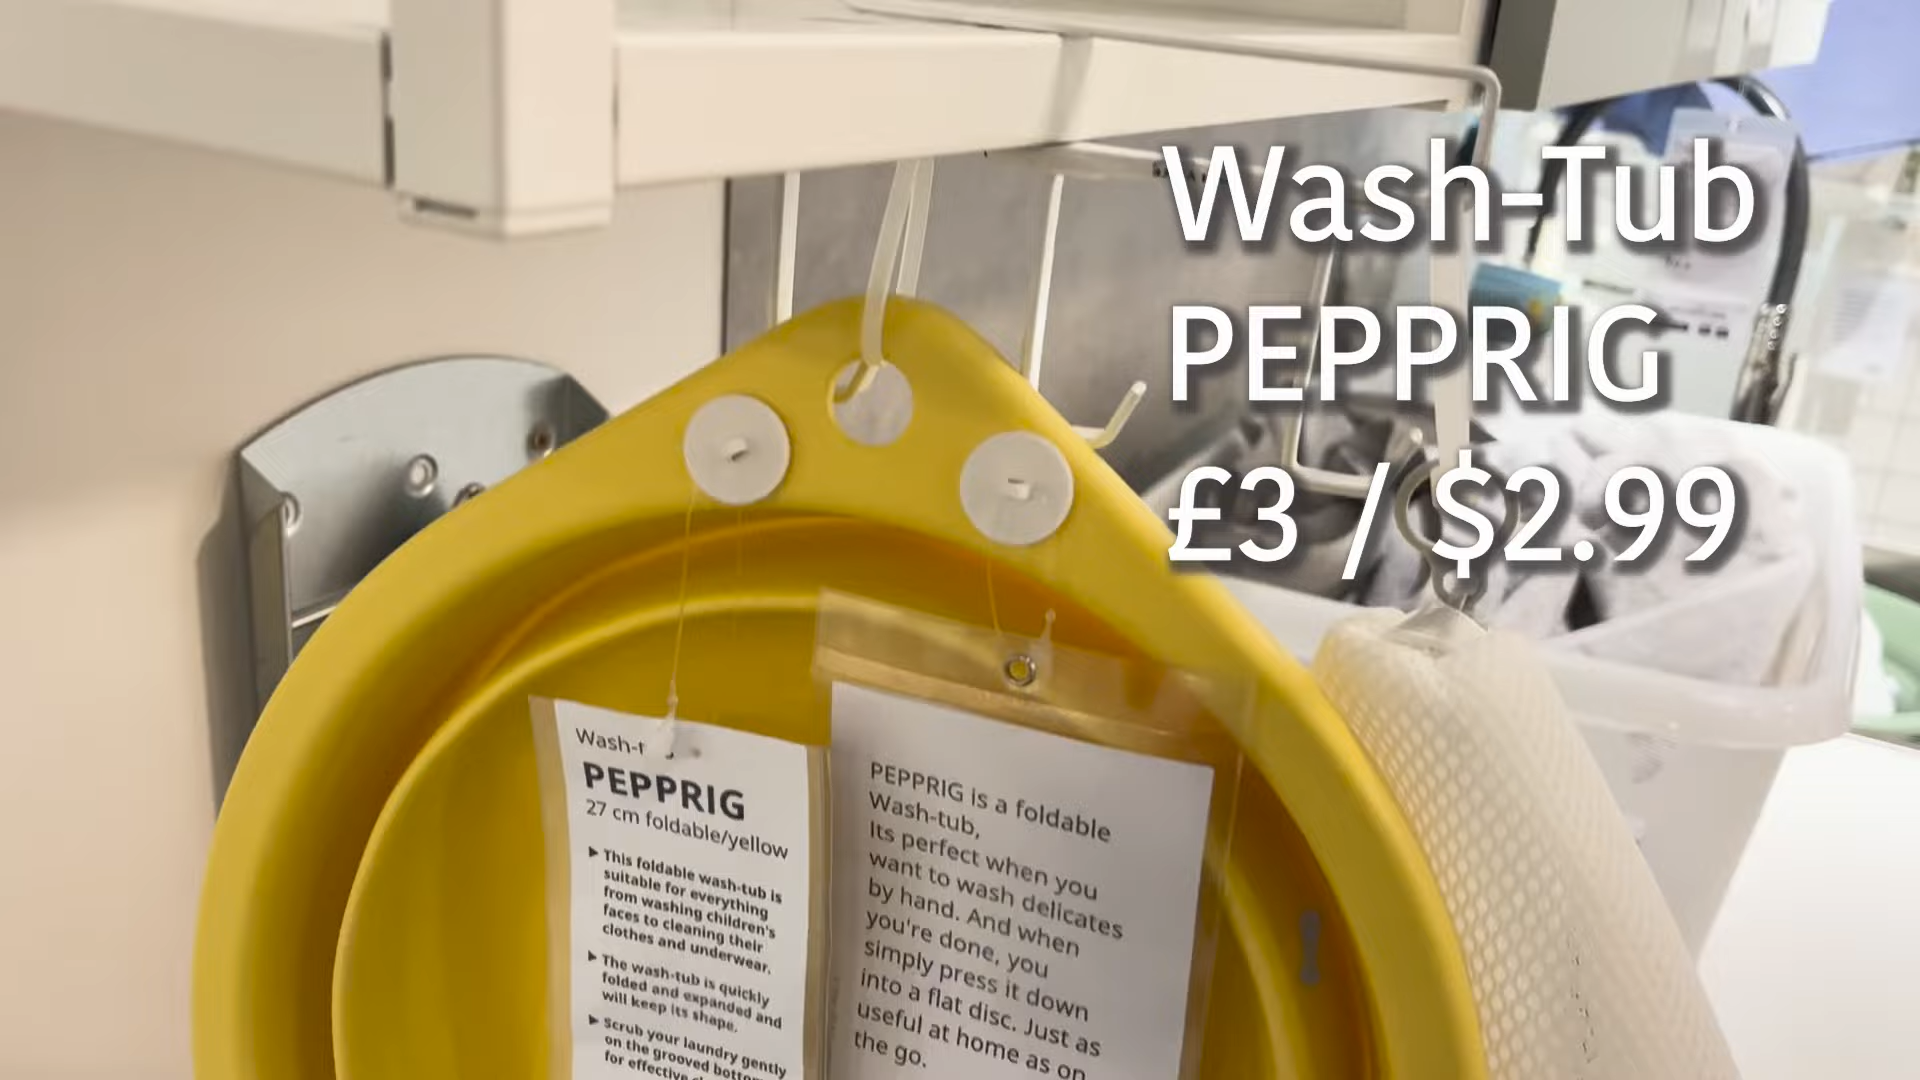 Wash-Tub
PEPPRIG
£3 / $2.99
PEPPRIG
27 cm foldable/yellow
▶ This foldable wash-tub is
suitable for everything
from washing children's
faces to cleaning their
clothes and underwear.
▶ The wash-tub is quickly
folded and expanded and
will keep its shape.
▶ Scrub your laundry gently
on the grooved
for
PEPPRIG is a foldable
Wash-tub,
Its perfect when you
want to wash delicates
by hand. And when
you're done, you
simply press it down
into a flat disc. Just as
useful at home as on
the go.